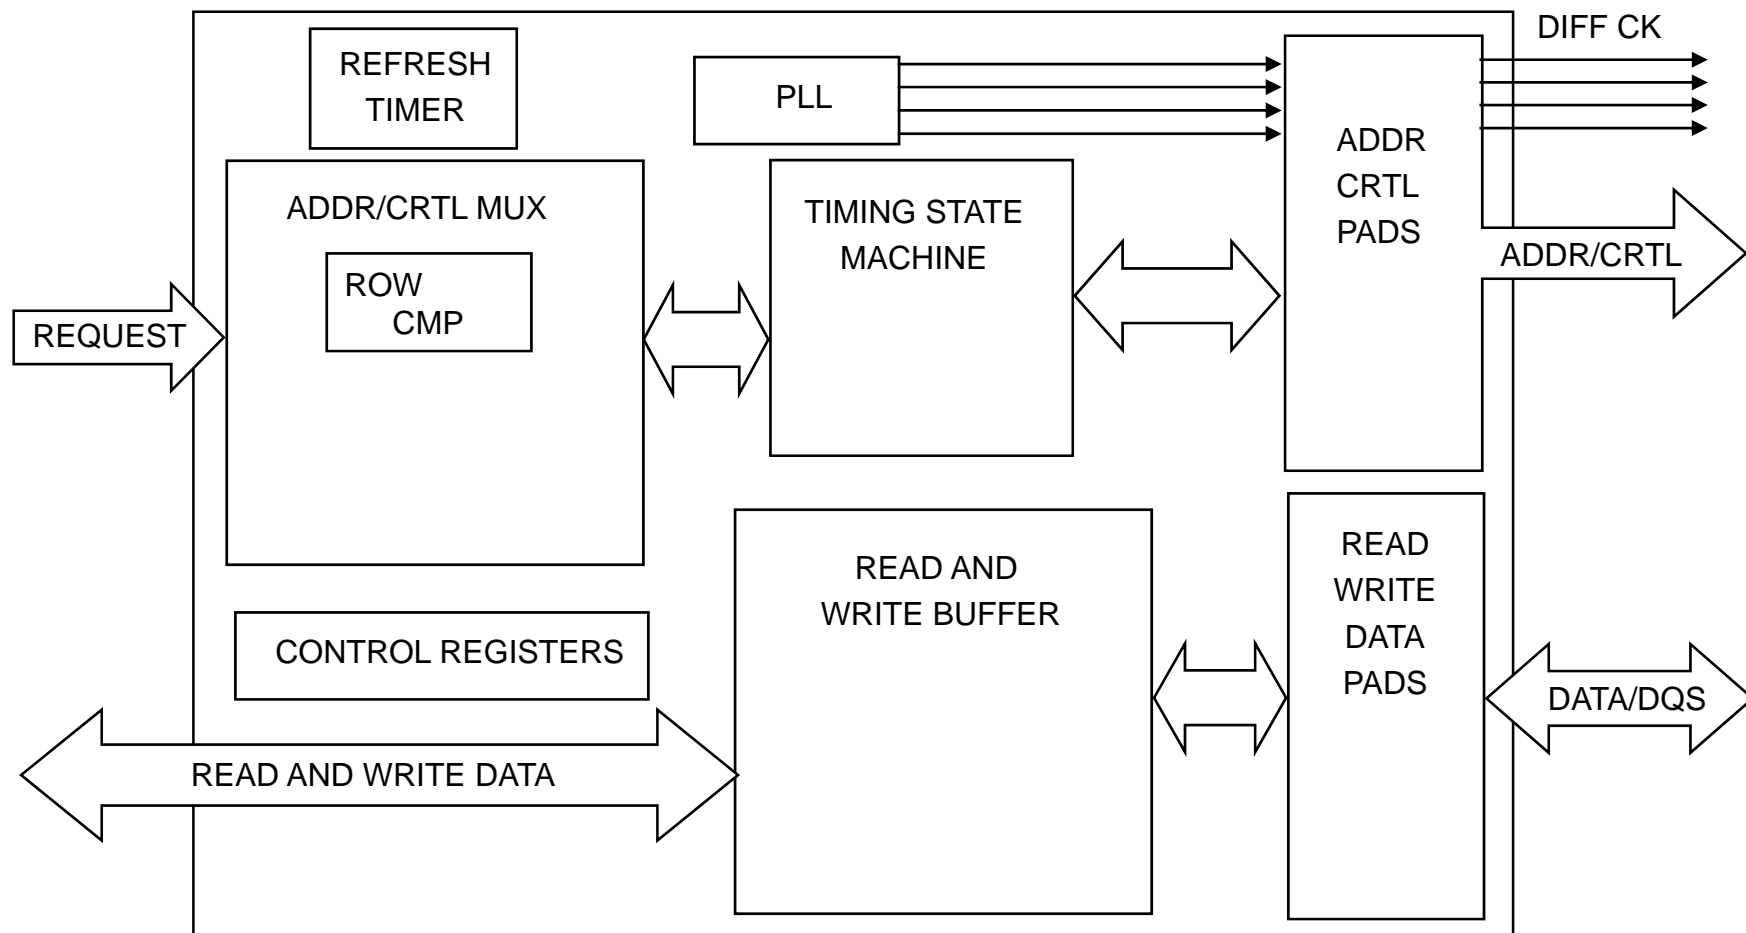 DIFF CK
REFRESH
TIMER
PLL
ADDR
CRTL
PADS
ADDR/CRTL MUX
ROW
CMP
TIMING STATE
MACHINE
ADDR/CRTL
REQUEST
READ AND
WRITE BUFFER
READ
WRITE
DATA
PADS
CONTROL REGISTERS
DATA/DQS
READ AND WRITE DATA